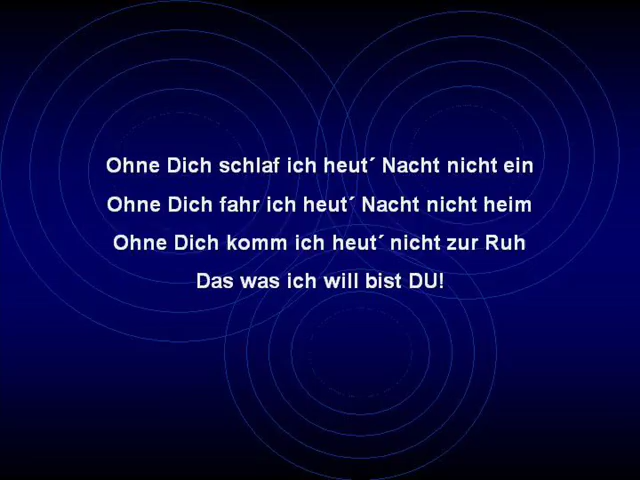 Ohne Dich schlaf ich heut´ Nacht nicht ein
Ohne Dich fahr ich heut´ Nacht nicht heim
Ohne Dich komm ich heut´ nicht zur Ruh
Das was ich will bist DU!